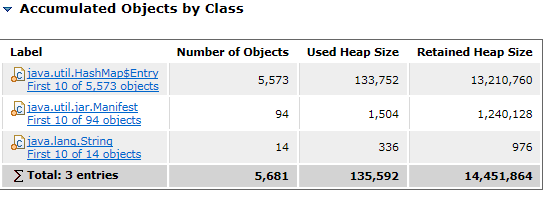 Accumulated Objects by Class
Label Number of Objects Used Heap Size Retained Heap Size
java.util.HashMap$Entry
First 10 of 5,573 objects 5,573 133,752 13,210,760
java.util.jar.Manifest
First 10 of 94 objects 94 1,504 1,240,128
java.lang.String
First 10 of 14 objects 14 336 976
Σ Total: 3 entries 5,681 135,592 14,451,864